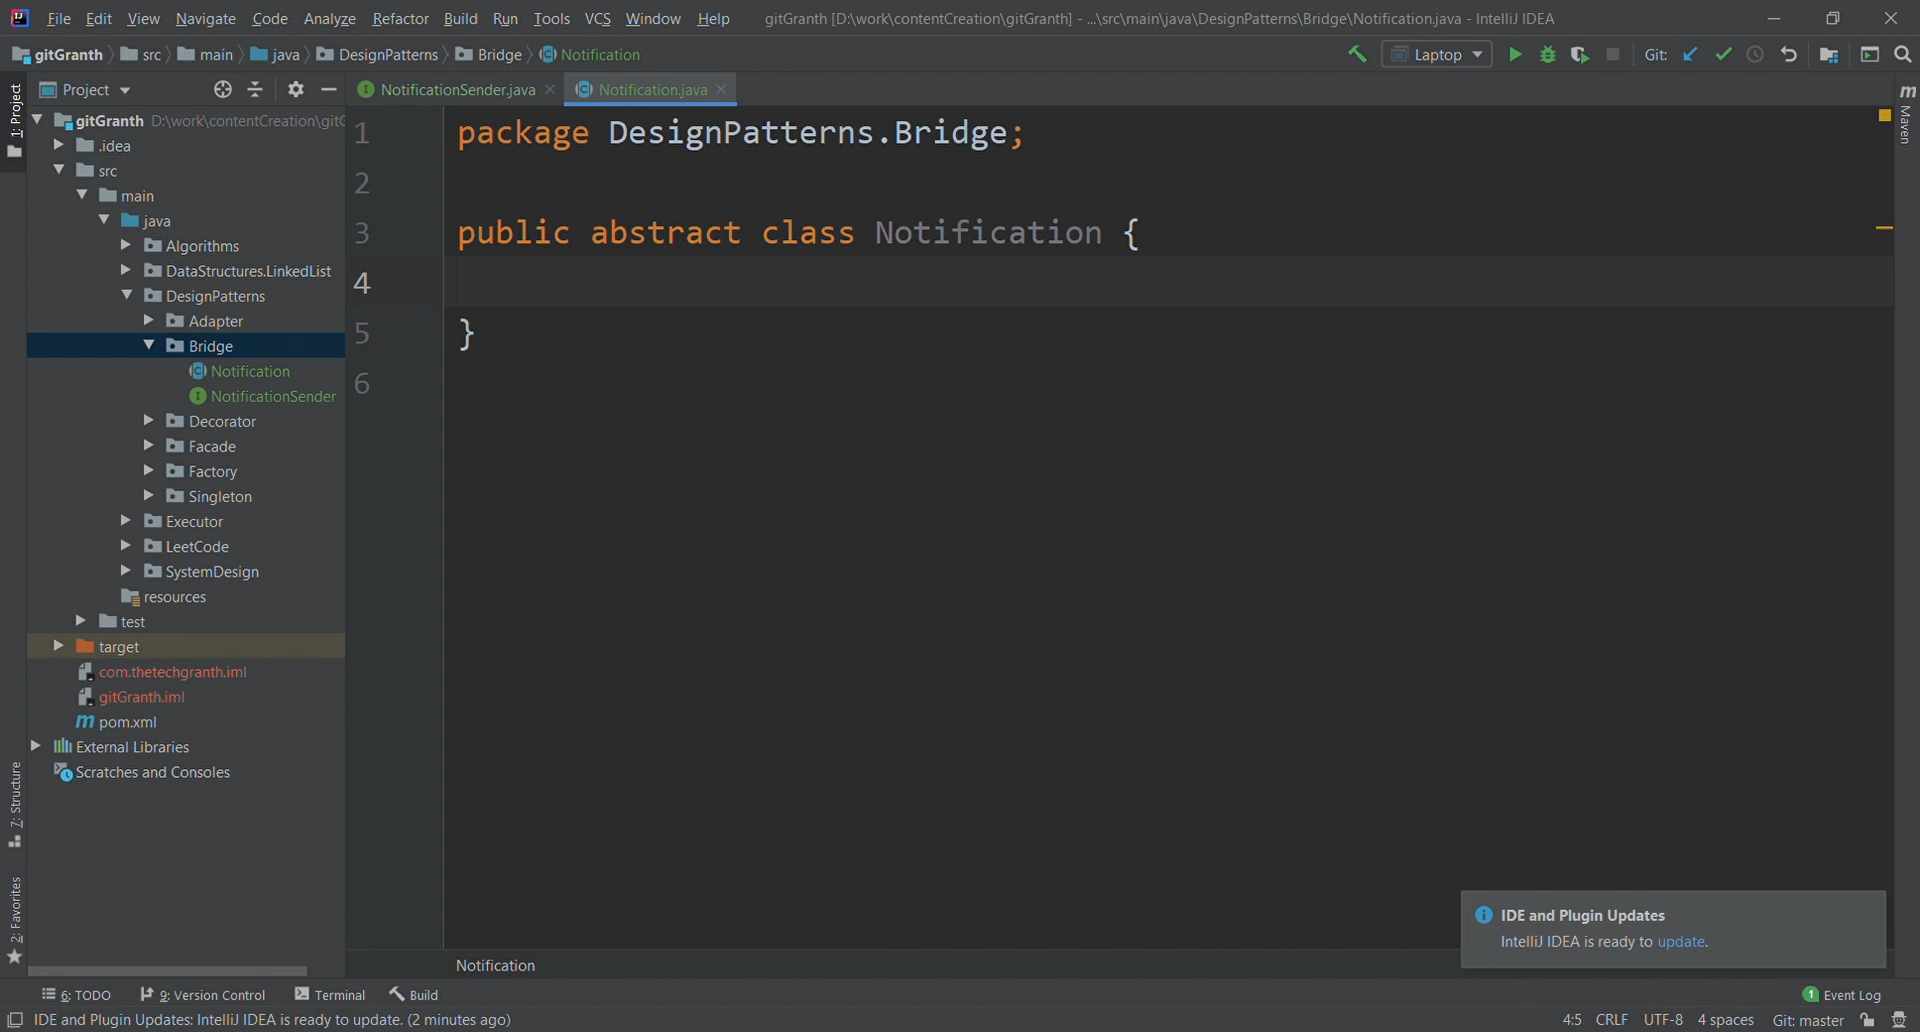 File Edit View Navigate Code Analyze Refactor Build Run Tools VCS Window Help gitGranth [D:\work\contentCreation\gitGranth] - ...\src\main\java\DesignPatterns\Bridge\Notification.java - IntelliJ IDEA
gitGranth src main java DesignPatterns Bridge Notification Laptop Git:
Project NotificationSender.java Notification.java
1: Project
7: Structure
2: Favorites
Maven
gitGranth D:\work\contentCreation\gitG
.idea
src
main
java
Algorithms
DataStructures.LinkedList
DesignPatterns
Adapter
Bridge
Notification
NotificationSender
Decorator
Facade
Factory
Singleton
Executor
LeetCode
SystemDesign
resources
test
target
com.thetechgranth.iml
gitGranth.iml
pom.xml
External Libraries
Scratches and Consoles
1 package DesignPatterns.Bridge;
2
3 public abstract class Notification {
4
5 }
6
IDE and Plugin Updates
IntelliJ IDEA is ready to update.
Notification
6: TODO 9: Version Control Terminal Build 1 Event Log
IDE and Plugin Updates: IntelliJ IDEA is ready to update. (2 minutes ago) 4:5 CRLF UTF-8 4 spaces Git: master